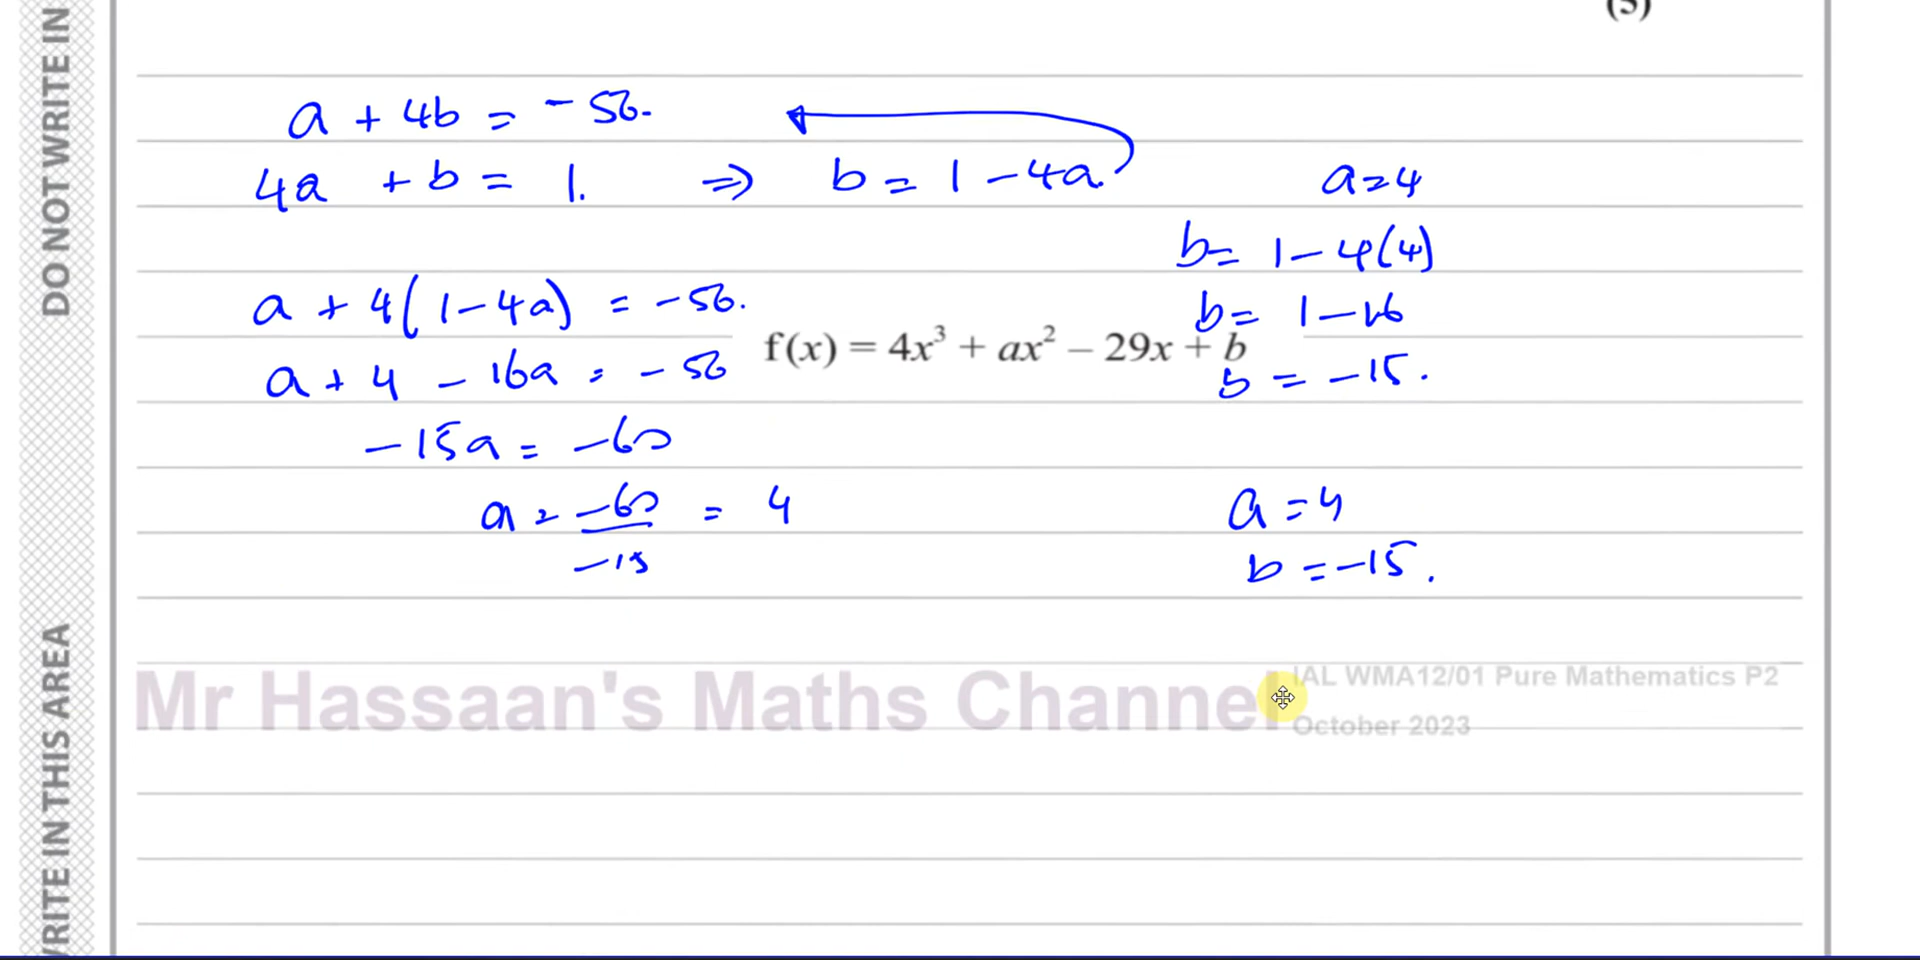 (5)
DO NOT WRITE IN
a + 4b = -56.
4a + b = 1. ⇒ b = 1 - 4a.
a=4
b= 1-4(4)
a + 4(1-4a) = -56.
b= 1-16
f(x) = 4x³ + ax² – 29x + b
a + 4 - 16a = -56
b = -15.
-15a = -60
a = -60/-15 = 4
a = 4
b = -15.
WRITE IN THIS AREA
Mr Hassaan's Maths Channel
IAL WMA12/01 Pure Mathematics P2
October 2023